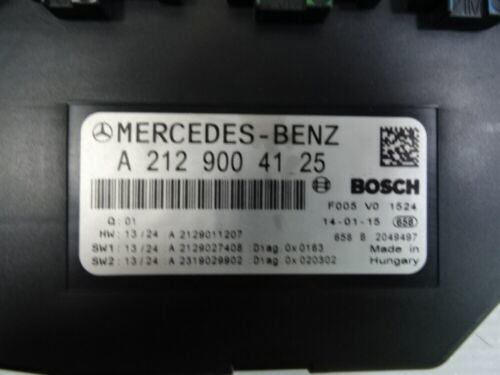 MERCEDES-BENZ
A 212 900 41 25
BOSCH
F005 V0 1524
Q: 01
14-01-15 658
HW: 13/24 A 2129011207
658 B 2049497
SW1: 13/24 A 2129027408 Diag 0x0163
Made in
SW2: 13/24 A 2319029902 Diag 0x020302
Hungary